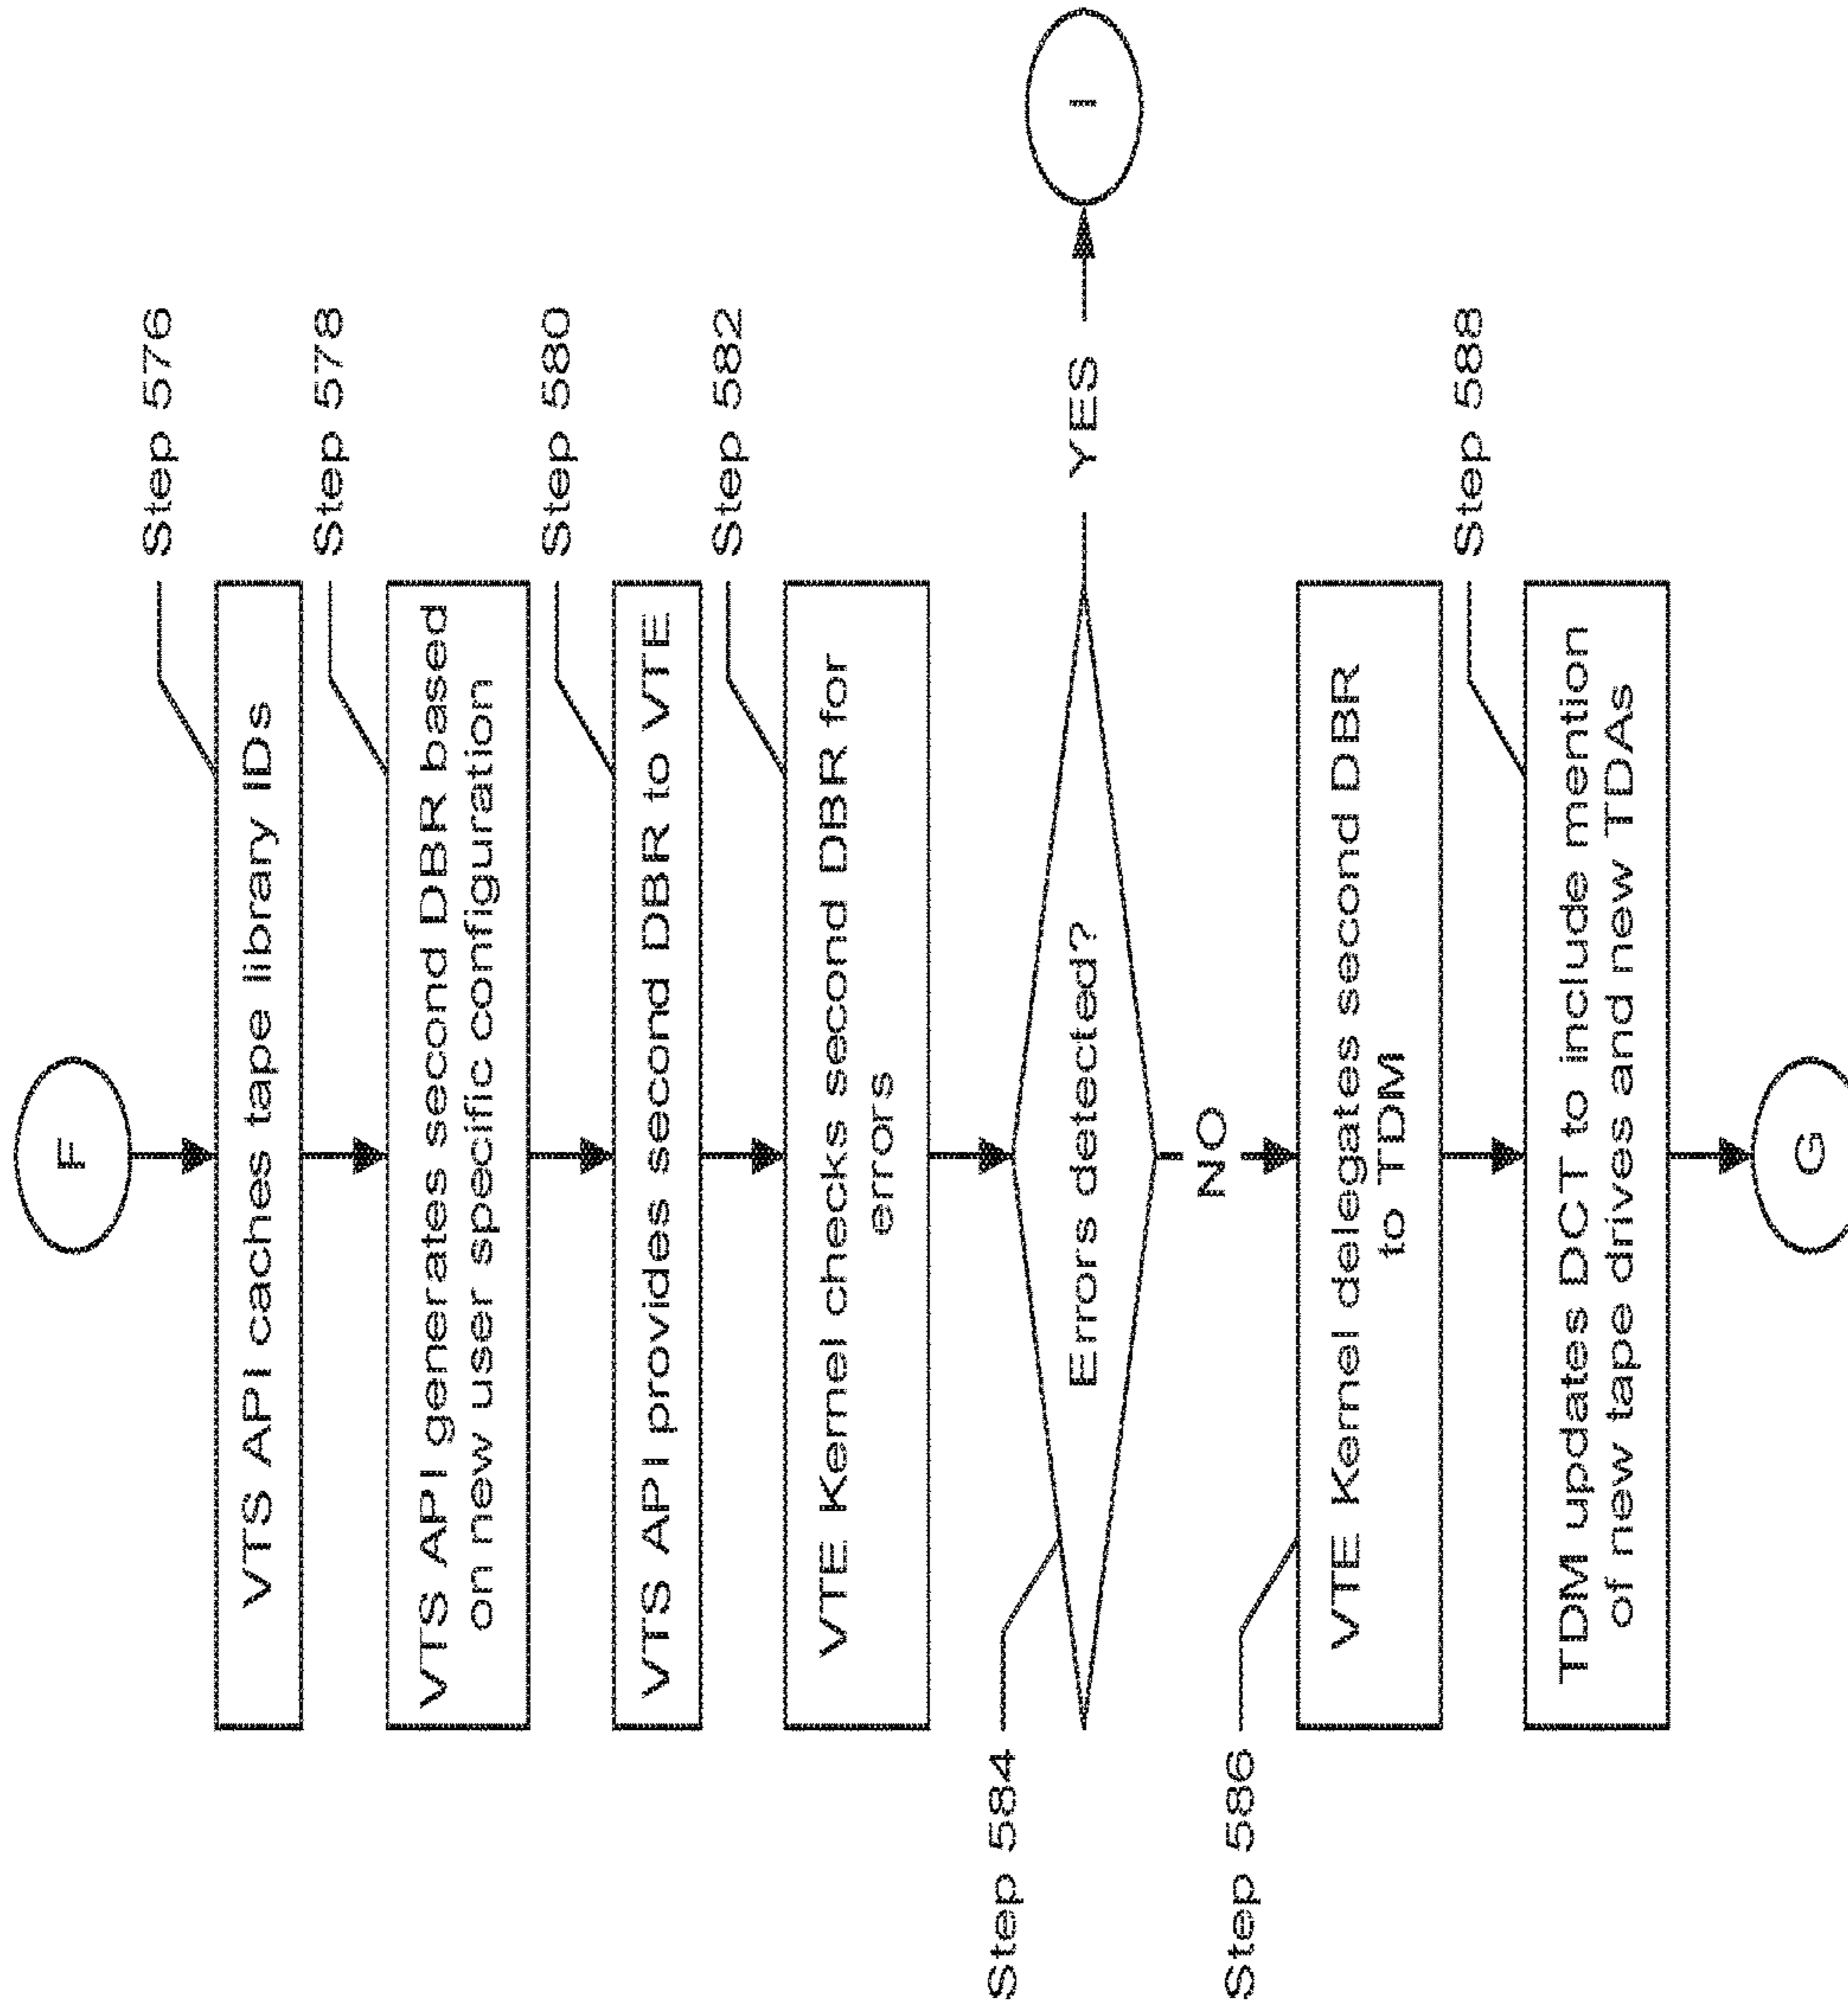 F
Step 576
VTS API caches tape library IDs
Step 578
VTS API generates second DBR based
on new user specific configuration
Step 580
VTS API provides second DBR to VTE
Step 582
VTE Kernel checks second DBR for
errors
Step 584
Errors detected?
YES
I
NO
Step 586
VTE Kernel delegates second DBR
to TDM
Step 588
TDM updates DCT to include mention
of new tape drives and new TDAs
G